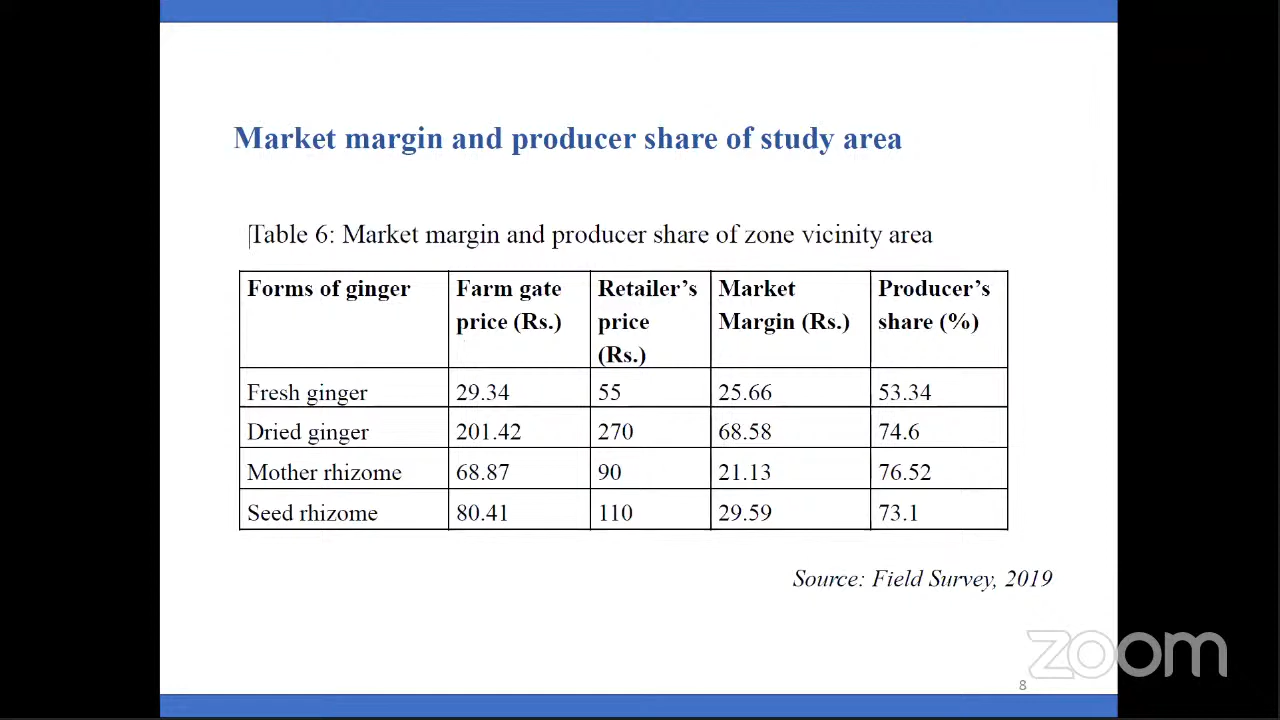 Market margin and producer share of study area
Table 6: Market margin and producer share of zone vicinity area
Forms of ginger Farm gate price (Rs.) Retailer’s price (Rs.) Market Margin (Rs.) Producer’s share (%)
Fresh ginger 29.34 55 25.66 53.34
Dried ginger 201.42 270 68.58 74.6
Mother rhizome 68.87 90 21.13 76.52
Seed rhizome 80.41 110 29.59 73.1
Source: Field Survey, 2019
zoom
8